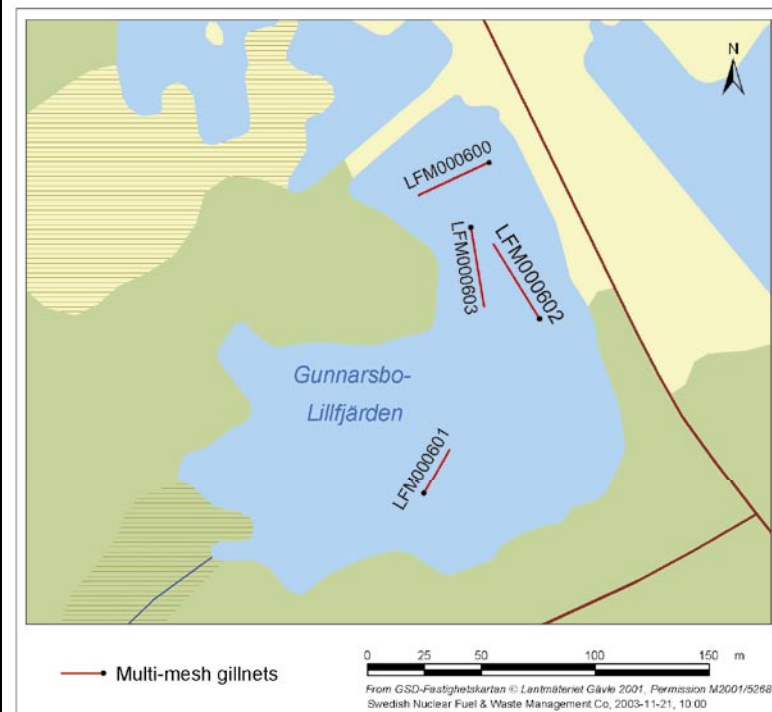 N
LFM000600
LFM000603
LFM000602
Gunnarsbo-
Lillfjärden
LFM000601
Multi-mesh gillnets
0 25 50 100 150 m
From GSD-Fastighetskartan © Lantmäteriet Gävle 2001, Permission M2001/5268
Swedish Nuclear Fuel & Waste Management Co, 2003-11-21, 10:00